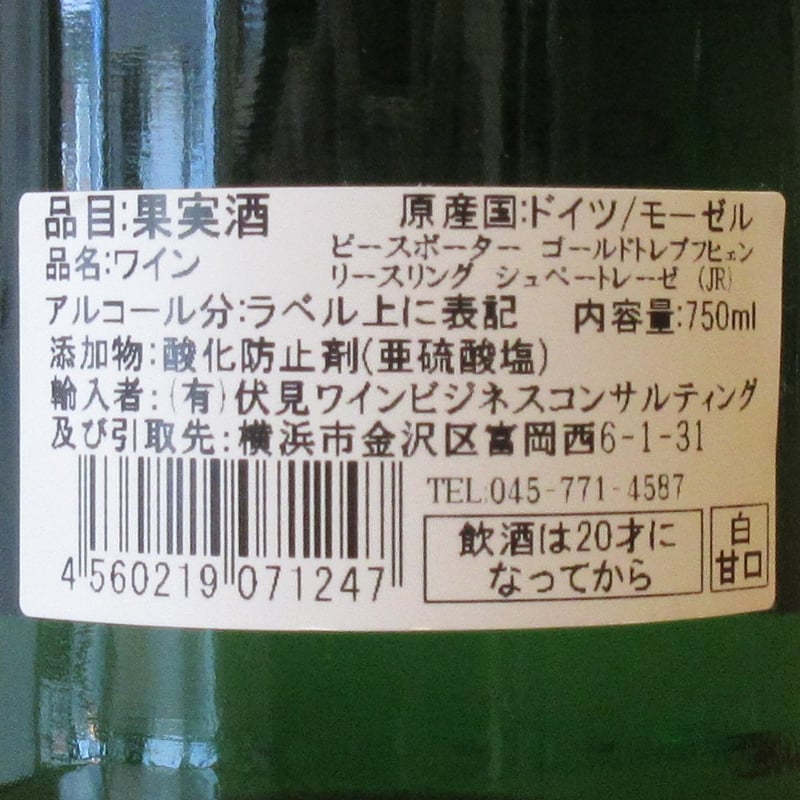 品目:果実酒 原産国:ドイツ/モーゼル
品名:ワイン ピースポーター ゴールドトレプフヒェン
リースリング シュペートレーゼ (JR)
アルコール分:ラベル上に表記 内容量:750ml
添加物:酸化防止剤(亜硫酸塩)
輸入者:(有)伏見ワインビジネスコンサルティング
及び引取先:横浜市金沢区富岡西6-1-31
TEL:045-771-4587
飲酒は20才に
なってから
白
甘口
4 560219 071247